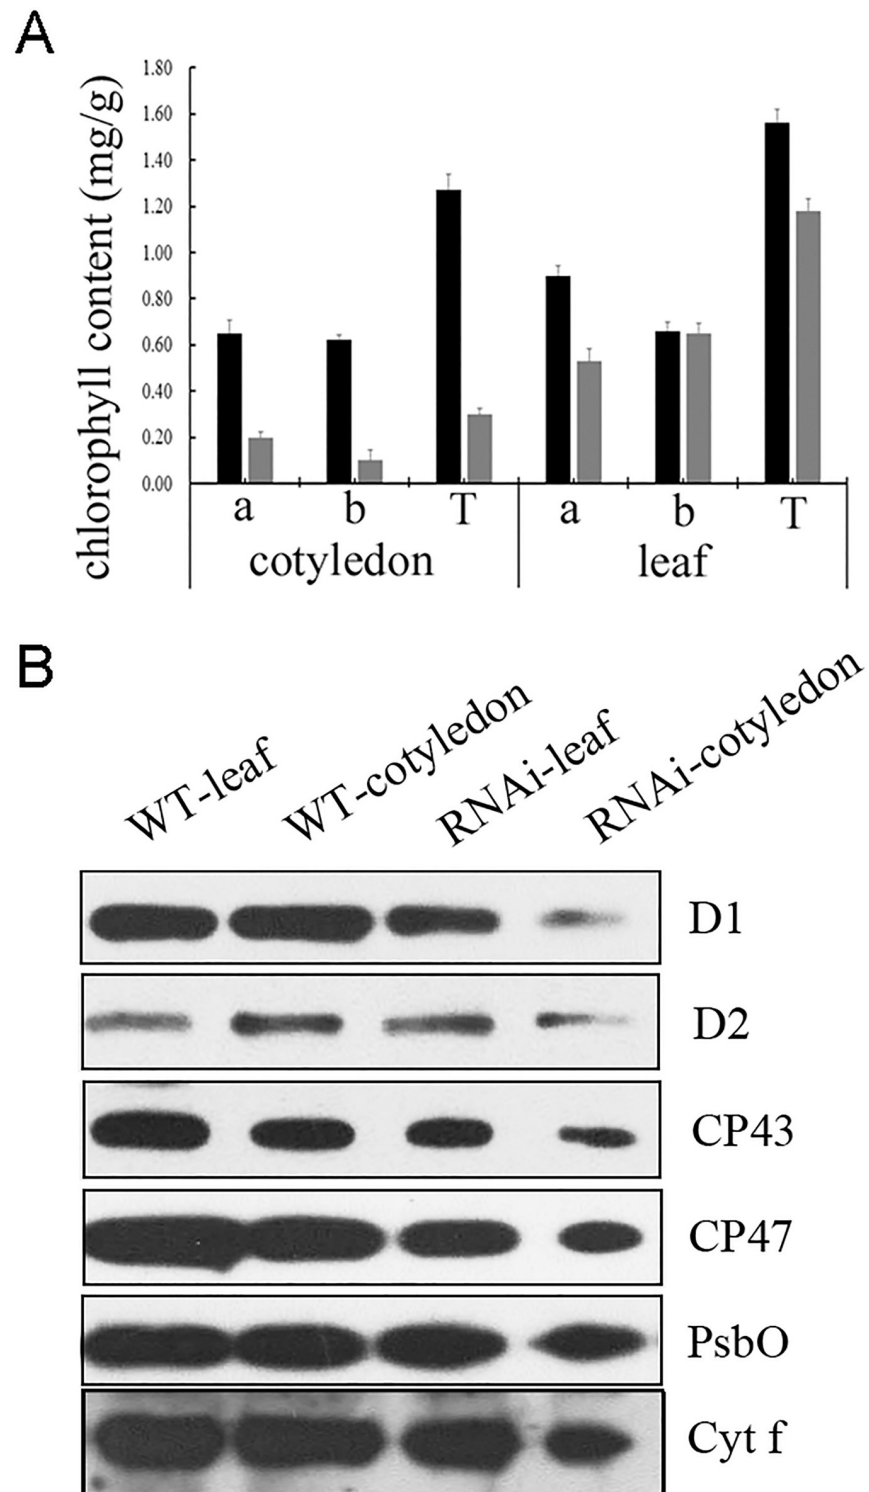 A
chlorophyll content (mg/g)
1.80
1.60
1.40
1.20
1.00
0.80
0.60
0.40
0.20
0.00
a b T a b T
cotyledon leaf
B
WT-leaf WT-cotyledon RNAi-leaf RNAi-cotyledon
D1
D2
CP43
CP47
PsbO
Cyt f